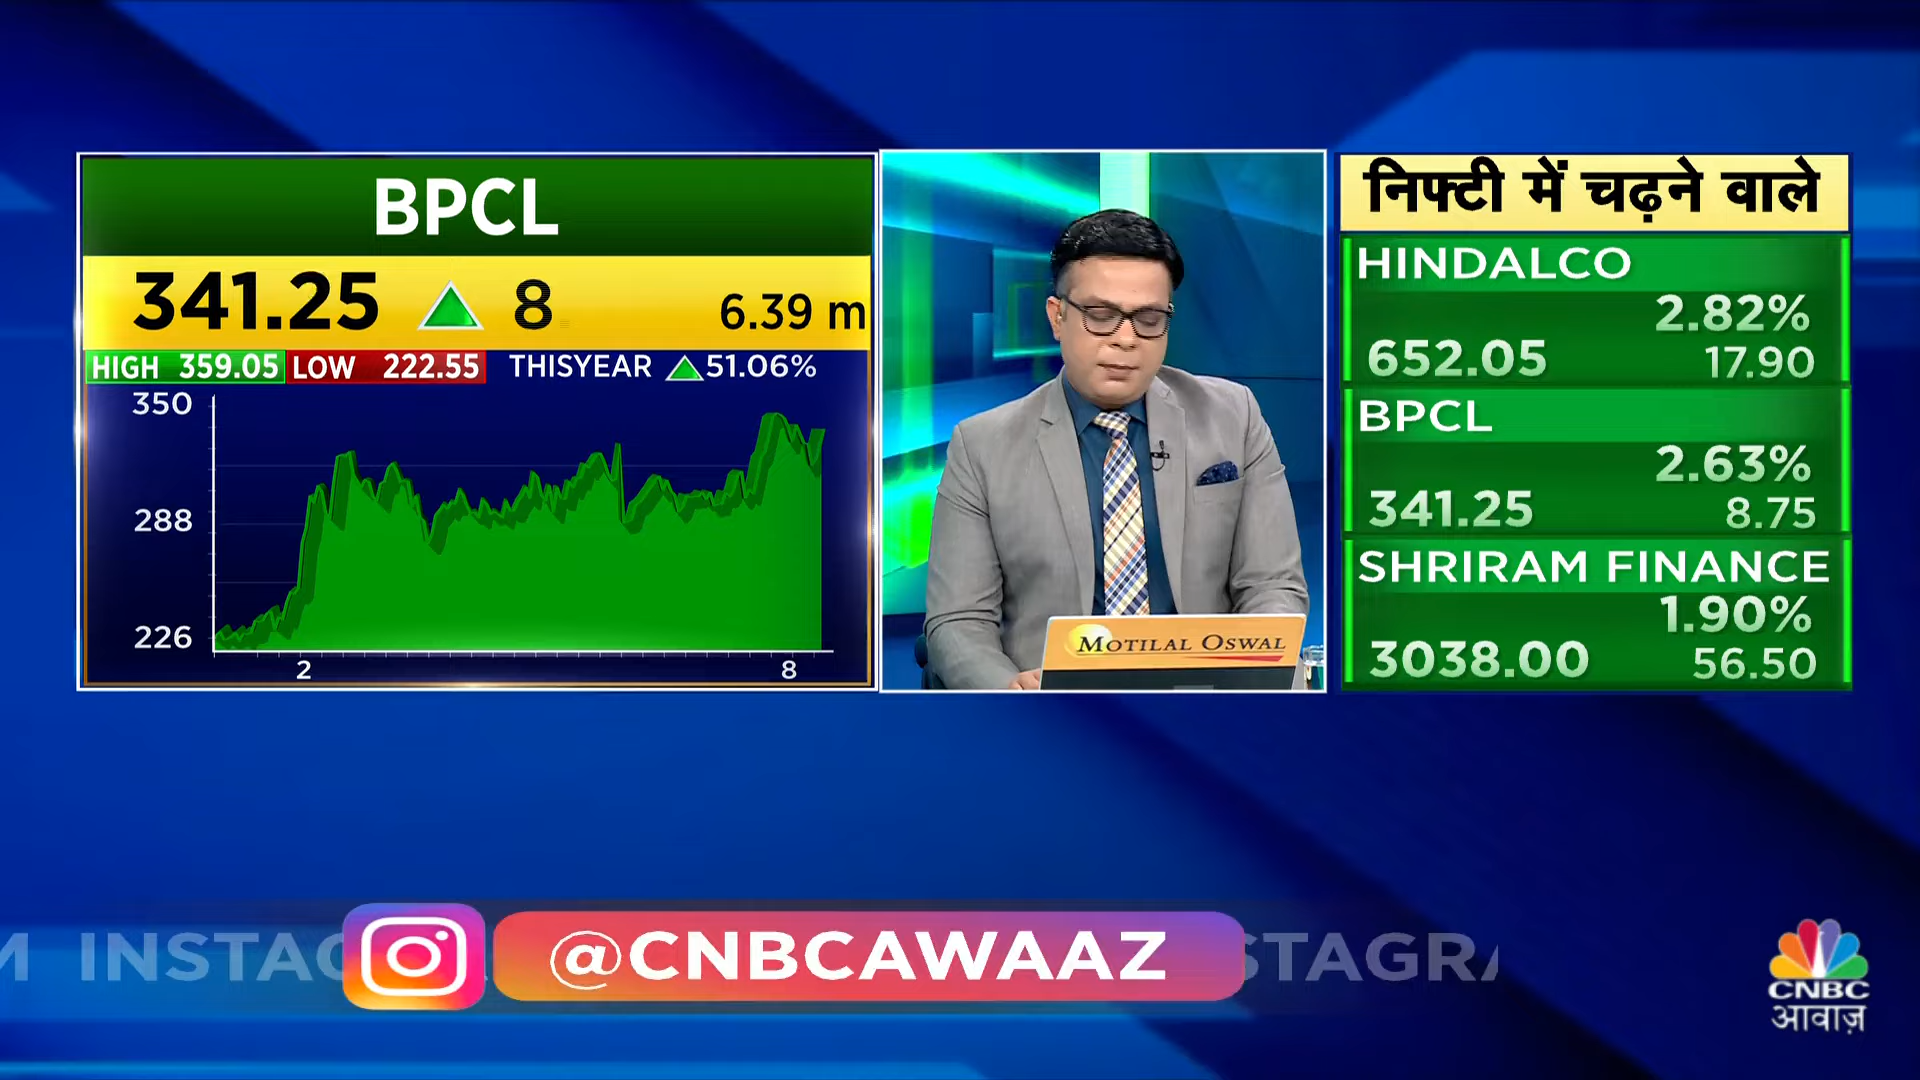 BPCL
341.25 8 6.39 m
HIGH 359.05 LOW 222.55 THISYEAR 51.06%
350
288
226
2 8
MOTILAL OSWAL
निफ्टी में चढ़ने वाले
HINDALCO
2.82%
652.05 17.90
BPCL
2.63%
341.25 8.75
SHRIRAM FINANCE
1.90%
3038.00 56.50
M INSTAG @CNBCAWAAZ STAGRA
CNBC
आवाज़